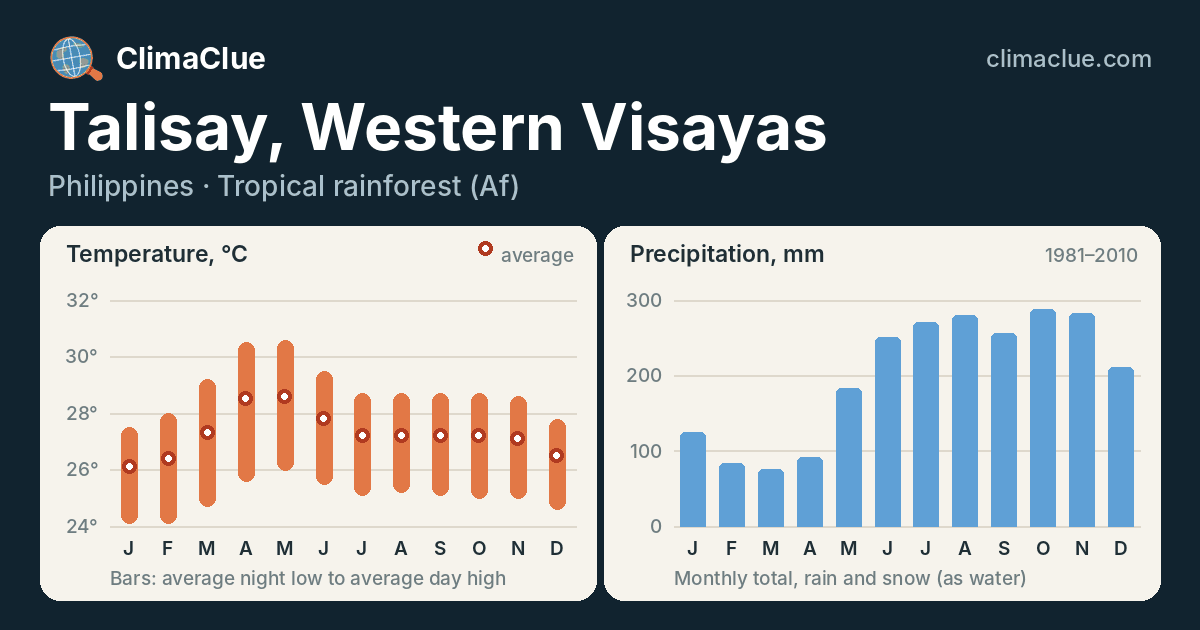 ClimaClue
climaclue.com
Talisay, Western Visayas
Philippines · Tropical rainforest (Af)
Temperature, °C
average
32°
30°
28°
26°
24°
J F M A M J J A S O N D
Bars: average night low to average day high
Precipitation, mm
1981–2010
300
200
100
0
J F M A M J J A S O N D
Monthly total, rain and snow (as water)